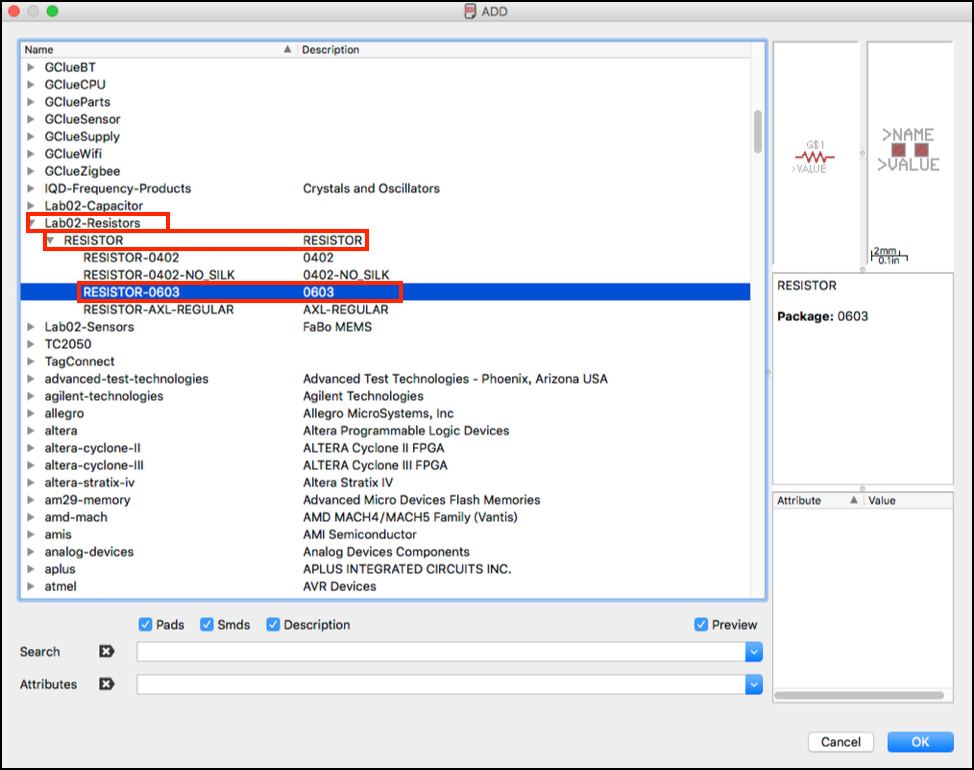 ADD
Name Description
GClueBT
GClueCPU
GClueParts
GClueSensor
GClueSupply
GClueWifi
GClueZigbee
IQD-Frequency-Products Crystals and Oscillators
Lab02-Capacitor
Lab02-Resistors
RESISTOR RESISTOR
RESISTOR-0402 0402
RESISTOR-0402-NO_SILK 0402-NO_SILK
RESISTOR-0603 0603
RESISTOR-AXL-REGULAR AXL-REGULAR
Lab02-Sensors FaBo MEMS
TC2050
TagConnect
advanced-test-technologies Advanced Test Technologies - Phoenix, Arizona USA
agilent-technologies Agilent Technologies
allegro Allegro MicroSystems, Inc
altera Altera Programmable Logic Devices
altera-cyclone-II ALTERA Cyclone II FPGA
altera-cyclone-III ALTERA Cyclone III FPGA
altera-stratix-iv Altera Stratix IV
am29-memory Advanced Micro Devices Flash Memories
amd-mach AMD MACH4/MACH5 Family (Vantis)
amis AMI Semiconductor
analog-devices Analog Devices Components
aplus APLUS INTEGRATED CIRCUITS INC.
atmel AVR Devices
G$1
>VALUE
>NAME
>VALUE
2mm
0.1in
RESISTOR
Package: 0603
Attribute Value
Pads Smds Description Preview
Search
Attributes
Cancel OK